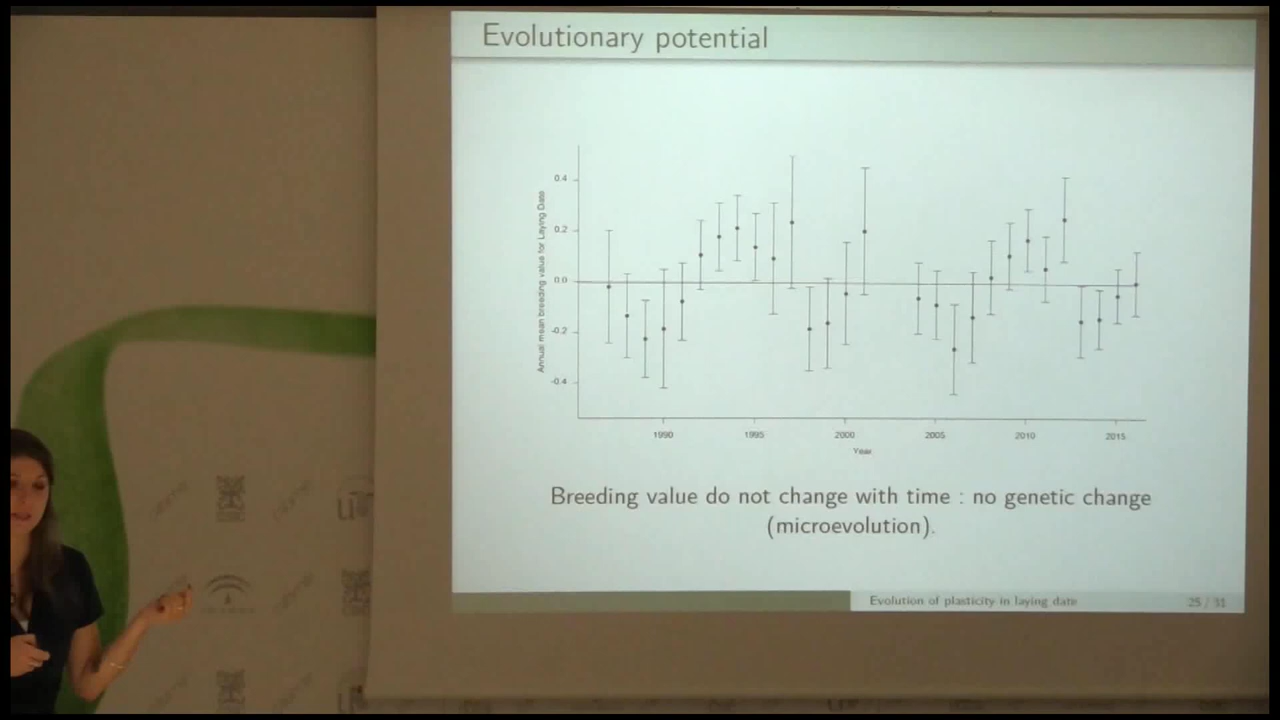 Evolutionary potential
Annual mean breeding value for Laying Date
0.4
0.2
0.0
-0.2
-0.4
1990 1995 2000 2005 2010 2015
Year
Breeding value do not change with time : no genetic change
(microevolution).
Evolution of plasticity in laying date 25 / 31